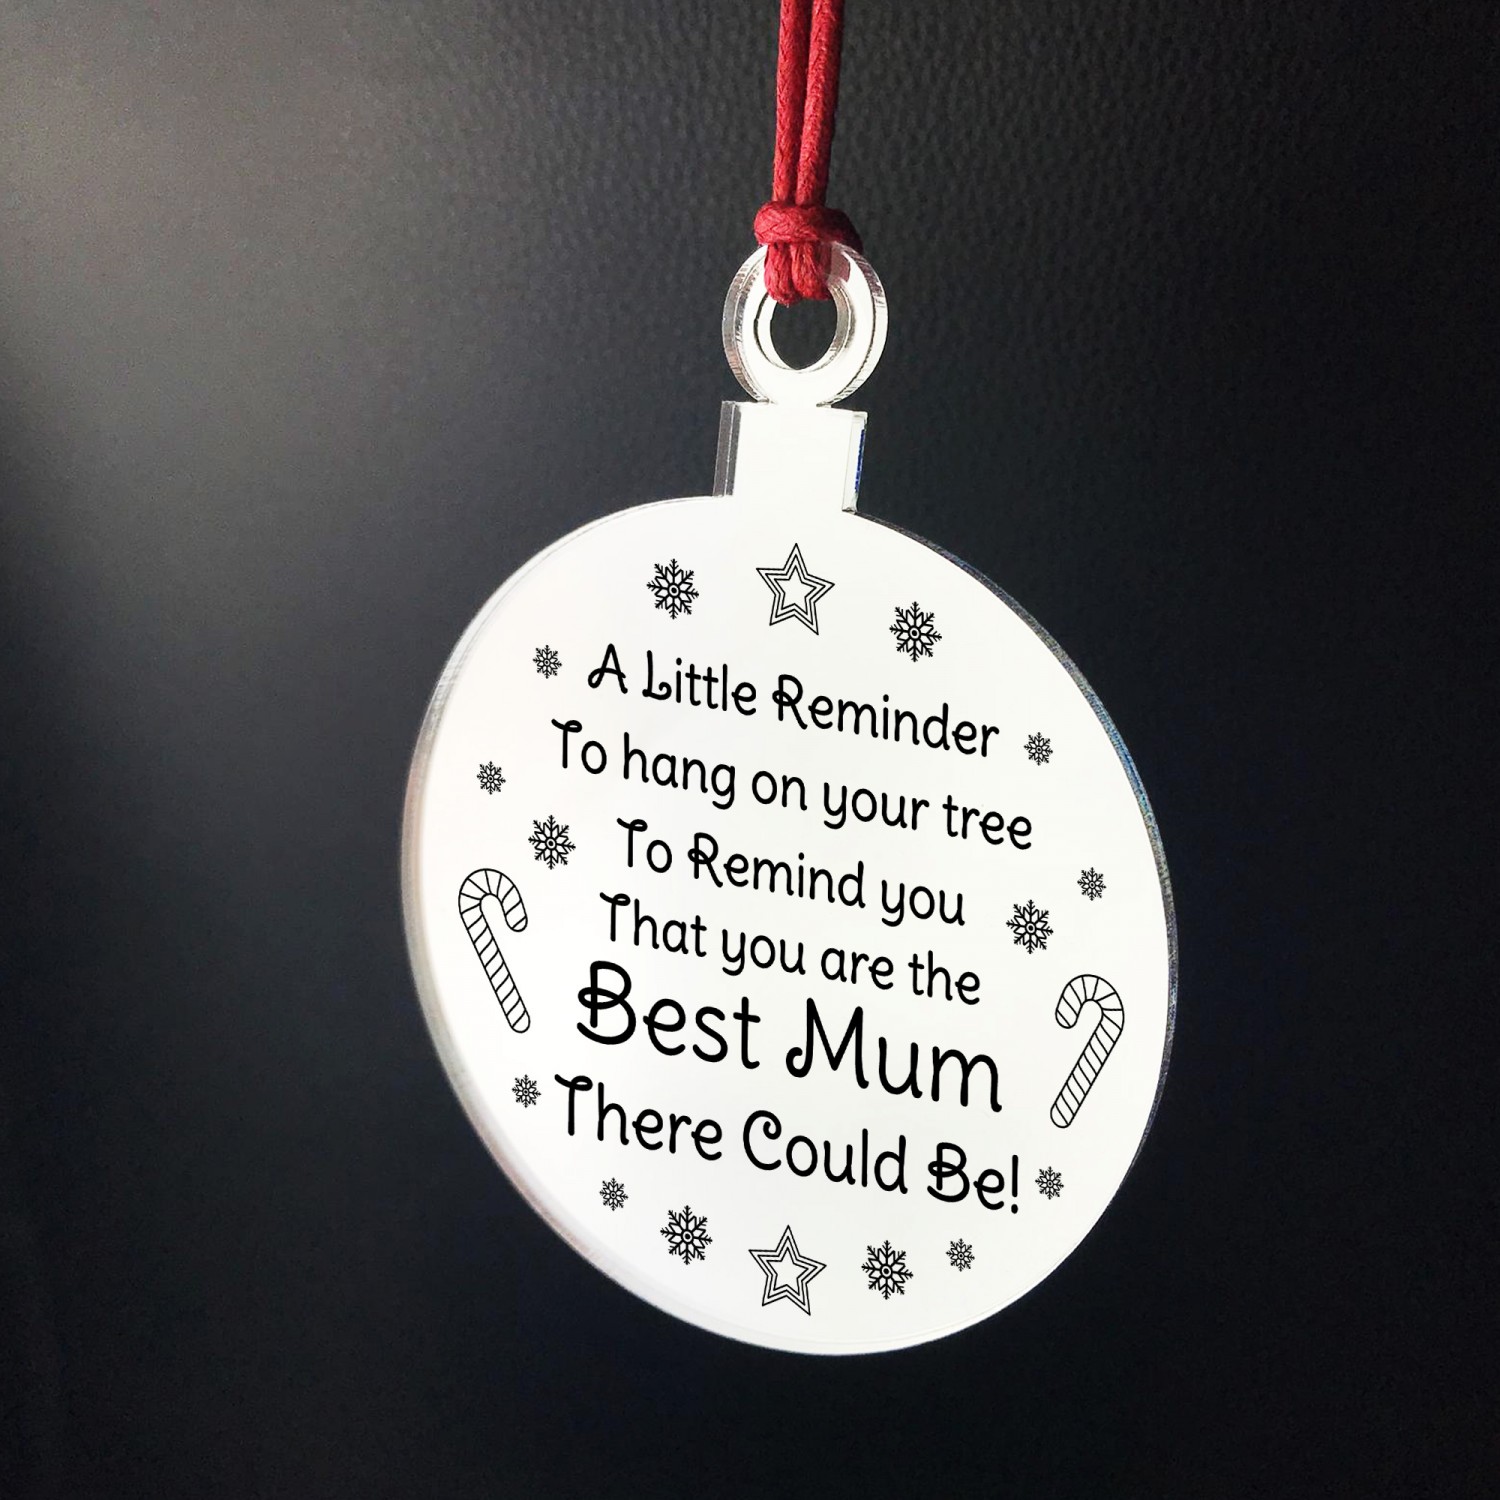 A Little Reminder
To hang on your tree
To Remind you
That you are the
Best Mum
There Could Be!